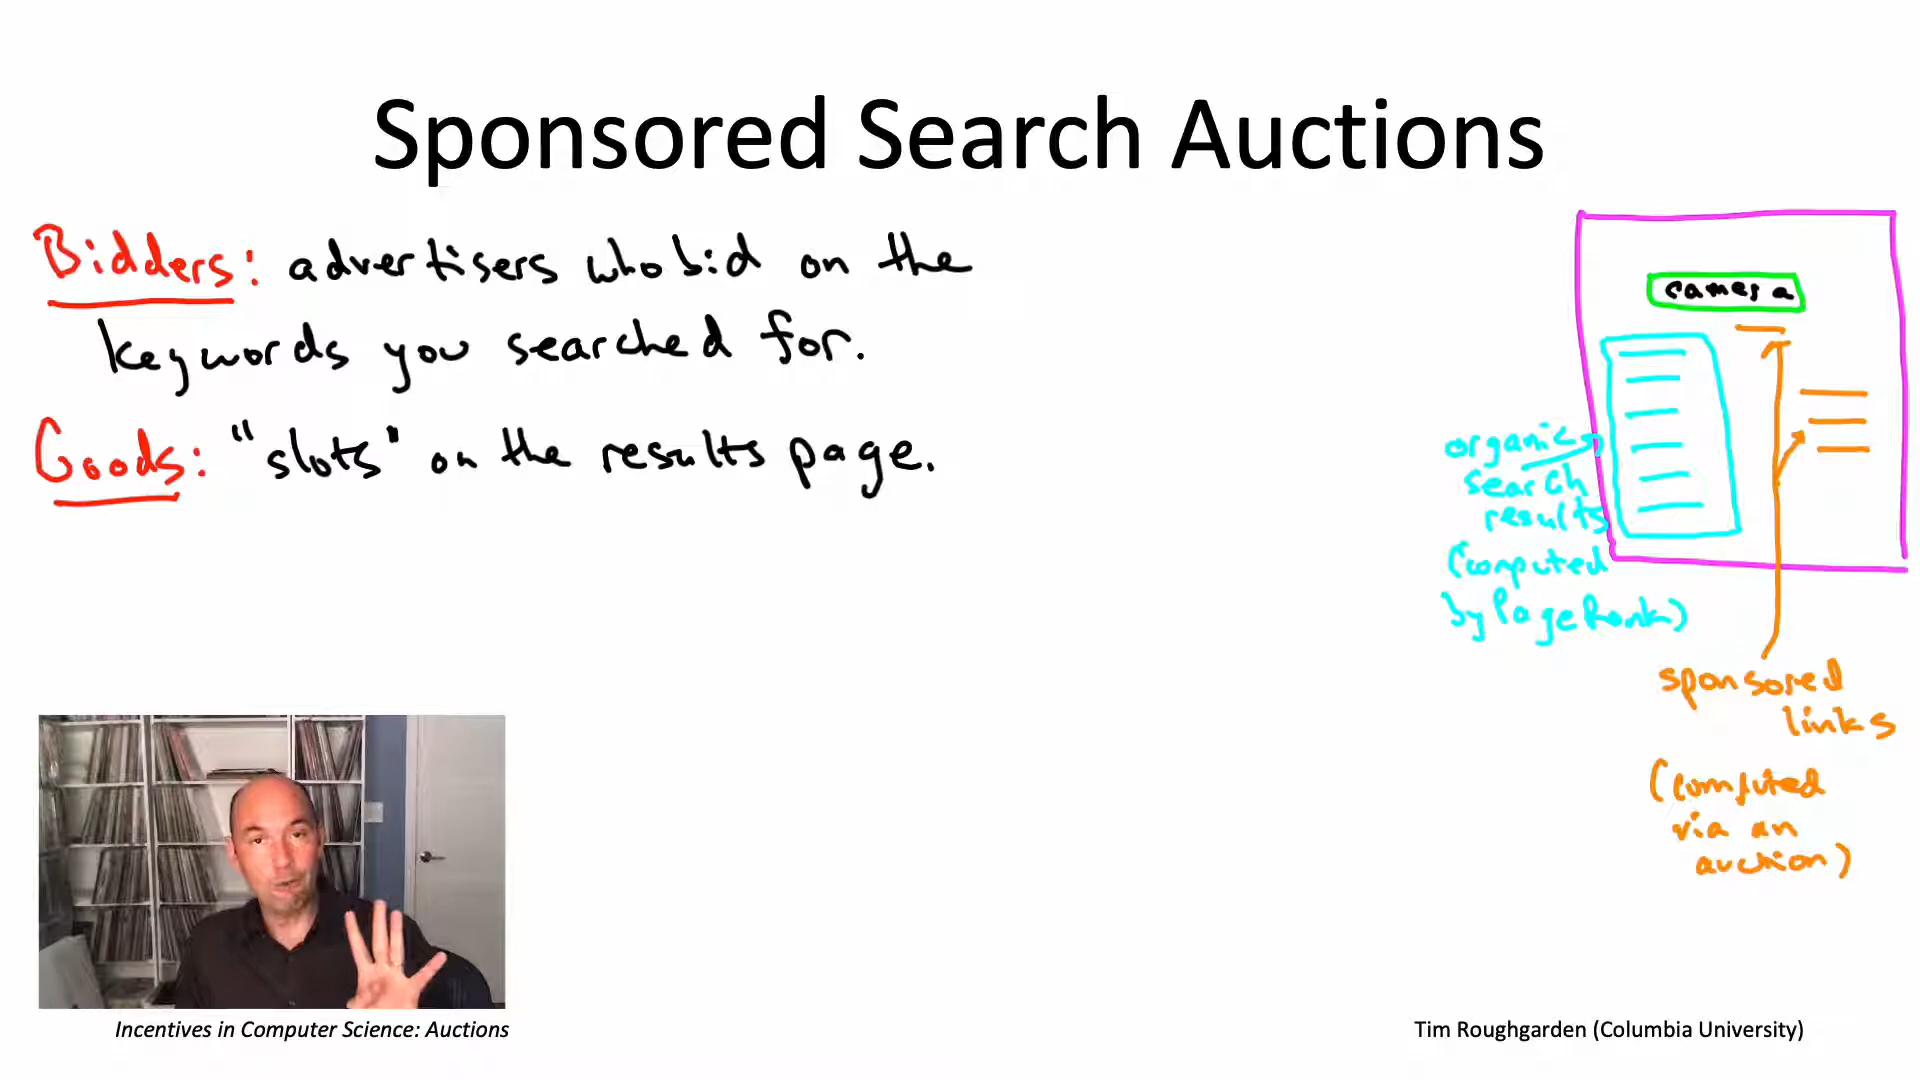 Sponsored Search Auctions
Bidders: advertisers who bid on the
keywords you searched for.
Goods: "slots" on the results page.
camera
organic
search
results
(computed
by PageRank)
sponsored
links
(computed
via an
auction)
Incentives in Computer Science: Auctions
Tim Roughgarden (Columbia University)